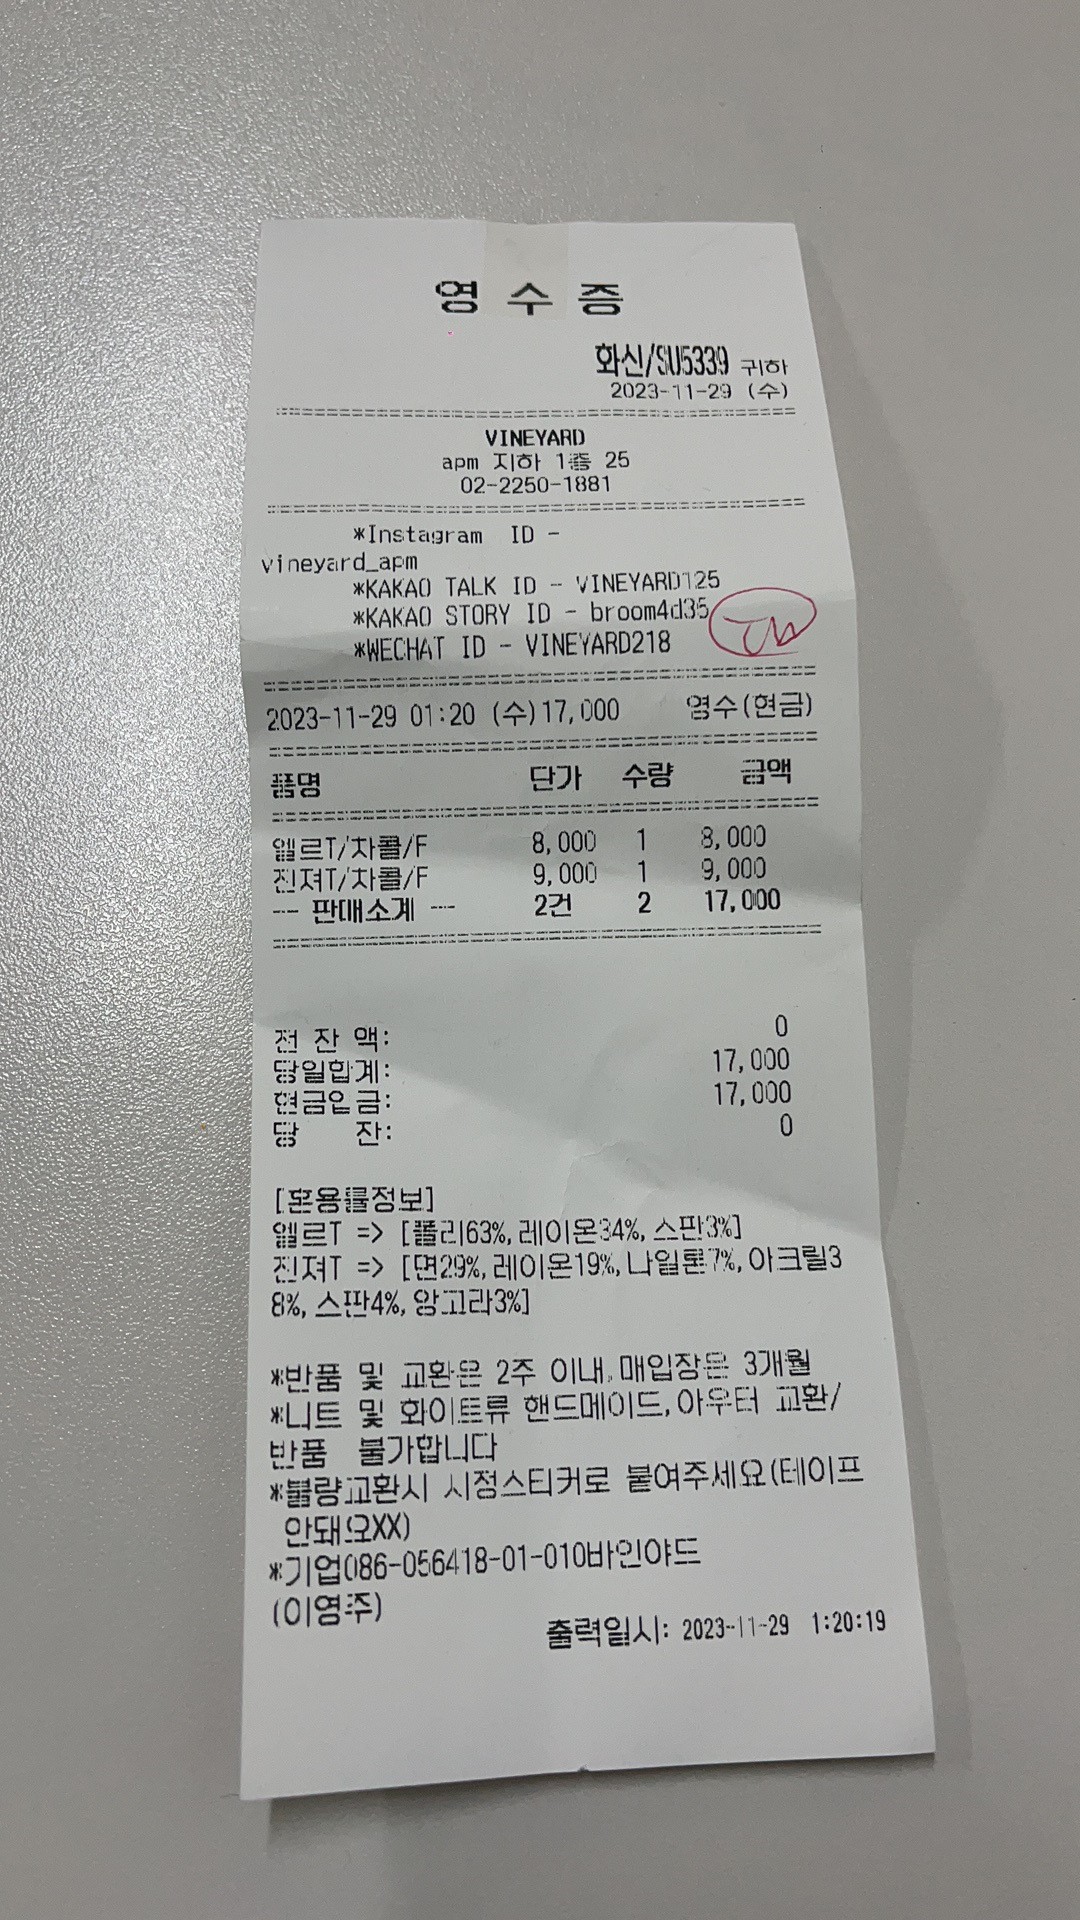 영 수 증
화신/SU5339 귀하
2023-11-29 (수)
VINEYARD
apm 지하 1층 25
02-2250-1881
*Instagram ID -
vineyard_apm
*KAKAO TALK ID - VINEYARD125
*KAKAO STORY ID - broom4d35
*WECHAT ID - VINEYARD218
2023-11-29 01:20 (수)17,000 영수(현금)
품명 단가 수량 금액
엘르T/차콜/F 8,000 1 8,000
진져T/차콜/F 9,000 1 9,000
-- 판매소계 -- 2건 2 17,000
전 잔 액: 0
당일합계: 17,000
현금입금: 17,000
당 잔: 0
[혼용률정보]
엘르T => [폴리63%, 레이온34%, 스판3%]
진져T => [면29%, 레이온19%, 나일론7%, 아크릴3
8%, 스판4%, 앙고라3%]
*반품 및 교환은 2주 이내, 매입장은 3개월
*니트 및 화이트류 핸드메이드, 아우터 교환/
반품 불가합니다
*불량교환시 시정스티커로 붙여주세요(테이프
안돼요XX)
*기업086-056418-01-010바인야드
(이영주)
출력일시: 2023-11-29 1:20:19